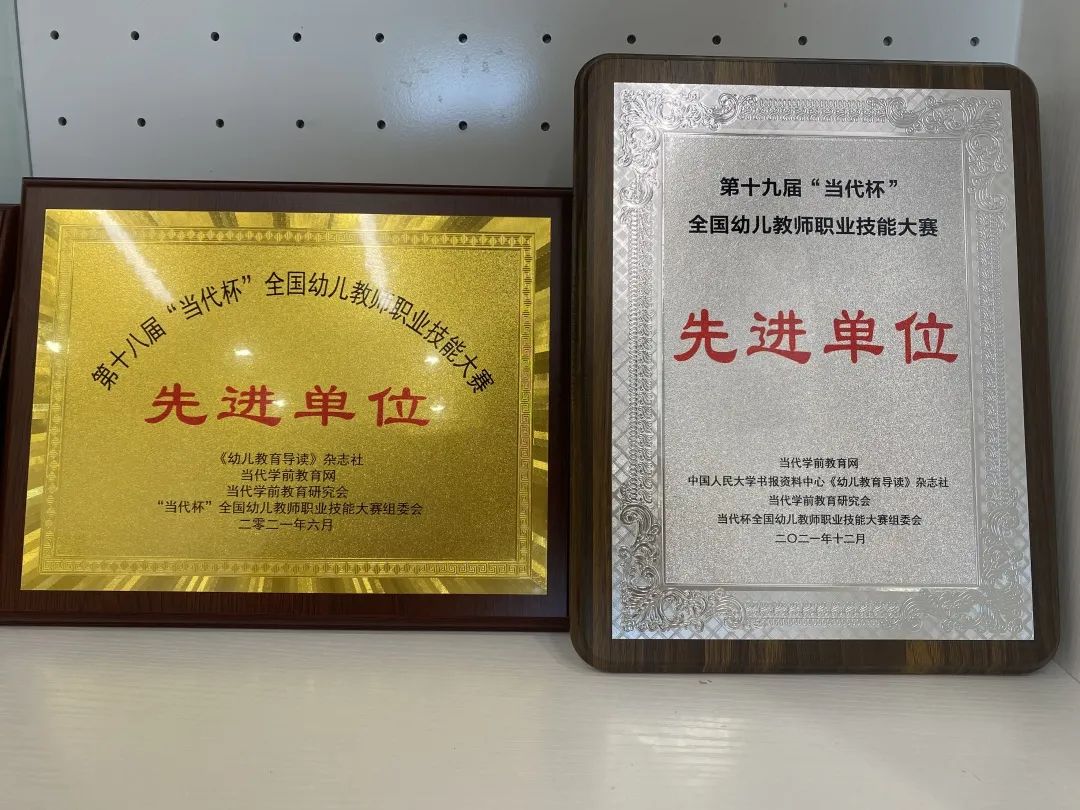 第十八届“当代杯”全国幼儿教师职业技能大赛
先进单位
《幼儿教育导读》杂志社
当代学前教育网
当代学前教育研究会
“当代杯”全国幼儿教师职业技能大赛组委会
二零二一年六月
第十九届“当代杯”
全国幼儿教师职业技能大赛
先进单位
当代学前教育网
中国人民大学书报资料中心《幼儿教育导读》杂志社
当代学前教育研究会
当代杯全国幼儿教师职业技能大赛组委会
二〇二一年十二月